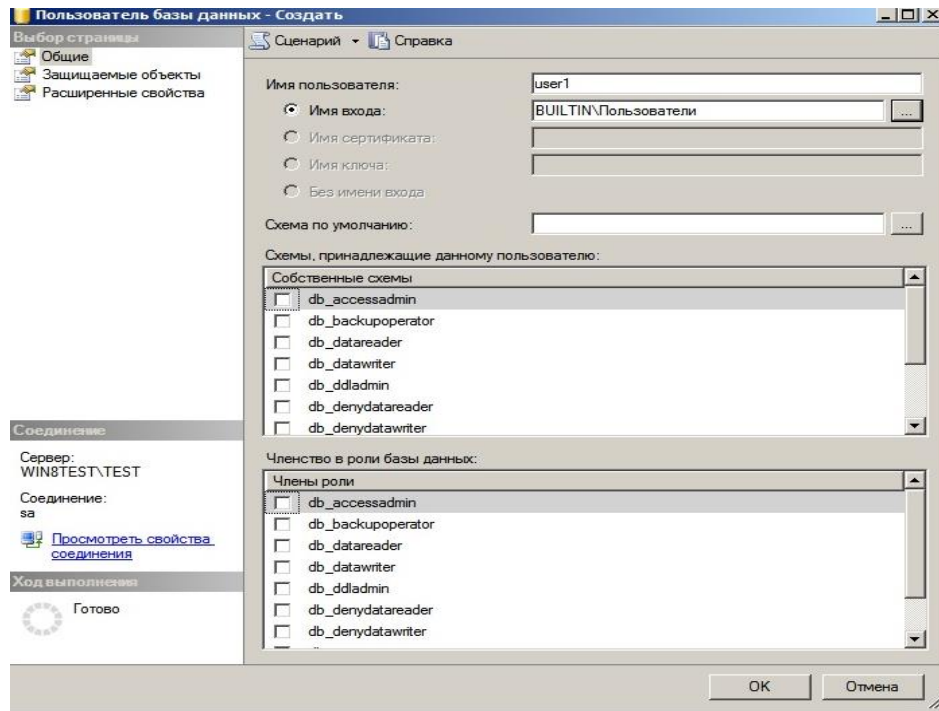 Пользователь базы данных - Создать
Выбор страницы
Общие
Защищаемые объекты
Расширенные свойства
Сценарий
Справка
Имя пользователя:
user1
Имя входа:
BUILTIN\Пользователи
...
Имя сертификата:
Имя ключа:
Без имени входа
Схема по умолчанию:
...
Схемы, принадлежащие данному пользователю:
Собственные схемы
db_accessadmin
db_backupoperator
db_datareader
db_datawriter
db_ddladmin
db_denydatareader
db_denydatawriter
Членство в роли базы данных:
Члены роли
db_accessadmin
db_backupoperator
db_datareader
db_datawriter
db_ddladmin
db_denydatareader
db_denydatawriter
Соединение
Сервер:
WIN8TEST\TEST
Соединение:
sa
Просмотреть свойства
соединения
Ход выполнения
Готово
OK
Отмена